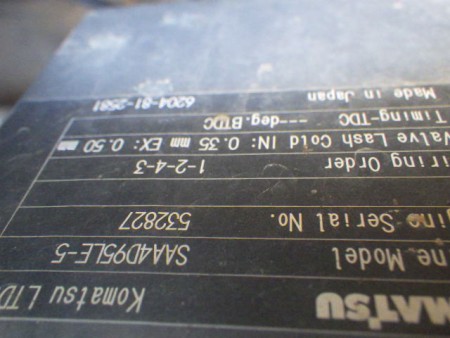 MATSU Komatsu LTD.
ne Model SAA4D95LE-5
gine Serial No. 532827
iring Order 1-2-4-3
Valve Lash Cold IN: 0.35 mm EX: 0.50 mm
Timing-TDC ---deg.BTDC
Made in Japan 6204-81-2581